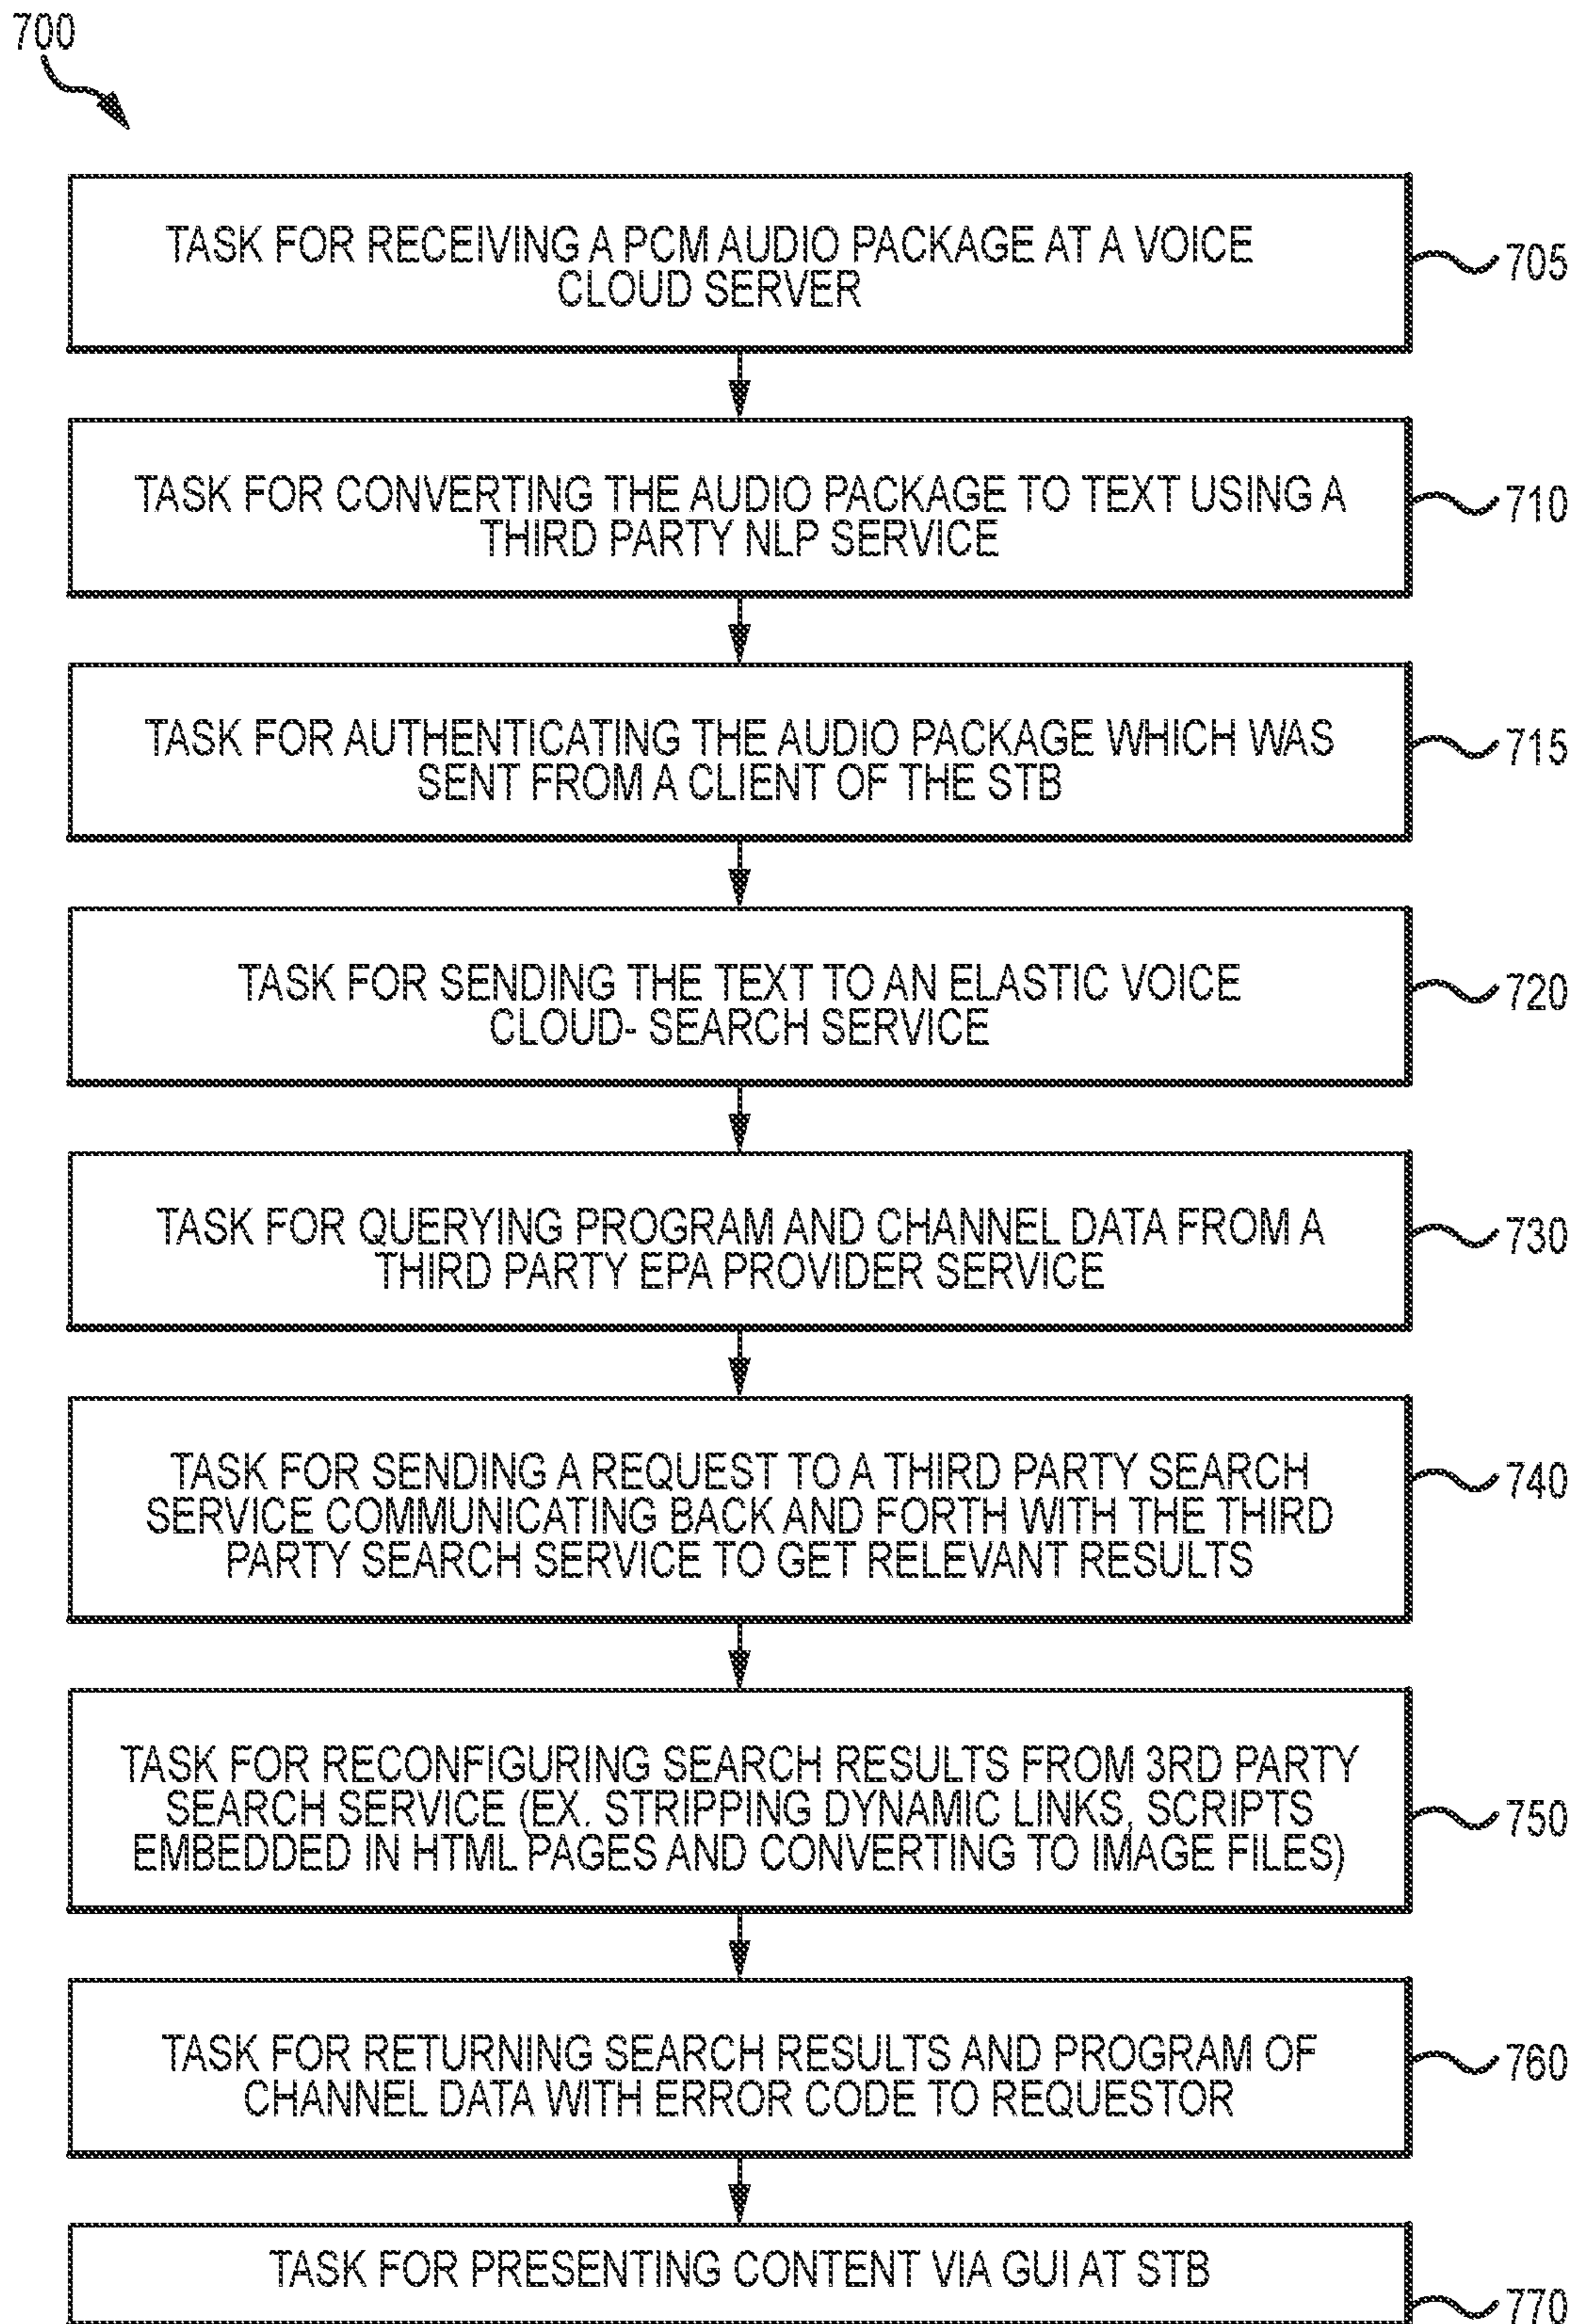 700
TASK FOR RECEIVING A PCM AUDIO PACKAGE AT A VOICE
CLOUD SERVER
705
TASK FOR CONVERTING THE AUDIO PACKAGE TO TEXT USING A
THIRD PARTY NLP SERVICE
710
TASK FOR AUTHENTICATING THE AUDIO PACKAGE WHICH WAS
SENT FROM A CLIENT OF THE STB
715
TASK FOR SENDING THE TEXT TO AN ELASTIC VOICE
CLOUD- SEARCH SERVICE
720
TASK FOR QUERYING PROGRAM AND CHANNEL DATA FROM A
THIRD PARTY EPA PROVIDER SERVICE
730
TASK FOR SENDING A REQUEST TO A THIRD PARTY SEARCH
SERVICE COMMUNICATING BACK AND FORTH WITH THE THIRD
PARTY SEARCH SERVICE TO GET RELEVANT RESULTS
740
TASK FOR RECONFIGURING SEARCH RESULTS FROM 3RD PARTY
SEARCH SERVICE (EX. STRIPPING DYNAMIC LINKS, SCRIPTS
EMBEDDED IN HTML PAGES AND CONVERTING TO IMAGE FILES)
750
TASK FOR RETURNING SEARCH RESULTS AND PROGRAM OF
CHANNEL DATA WITH ERROR CODE TO REQUESTOR
760
TASK FOR PRESENTING CONTENT VIA GUI AT STB
770